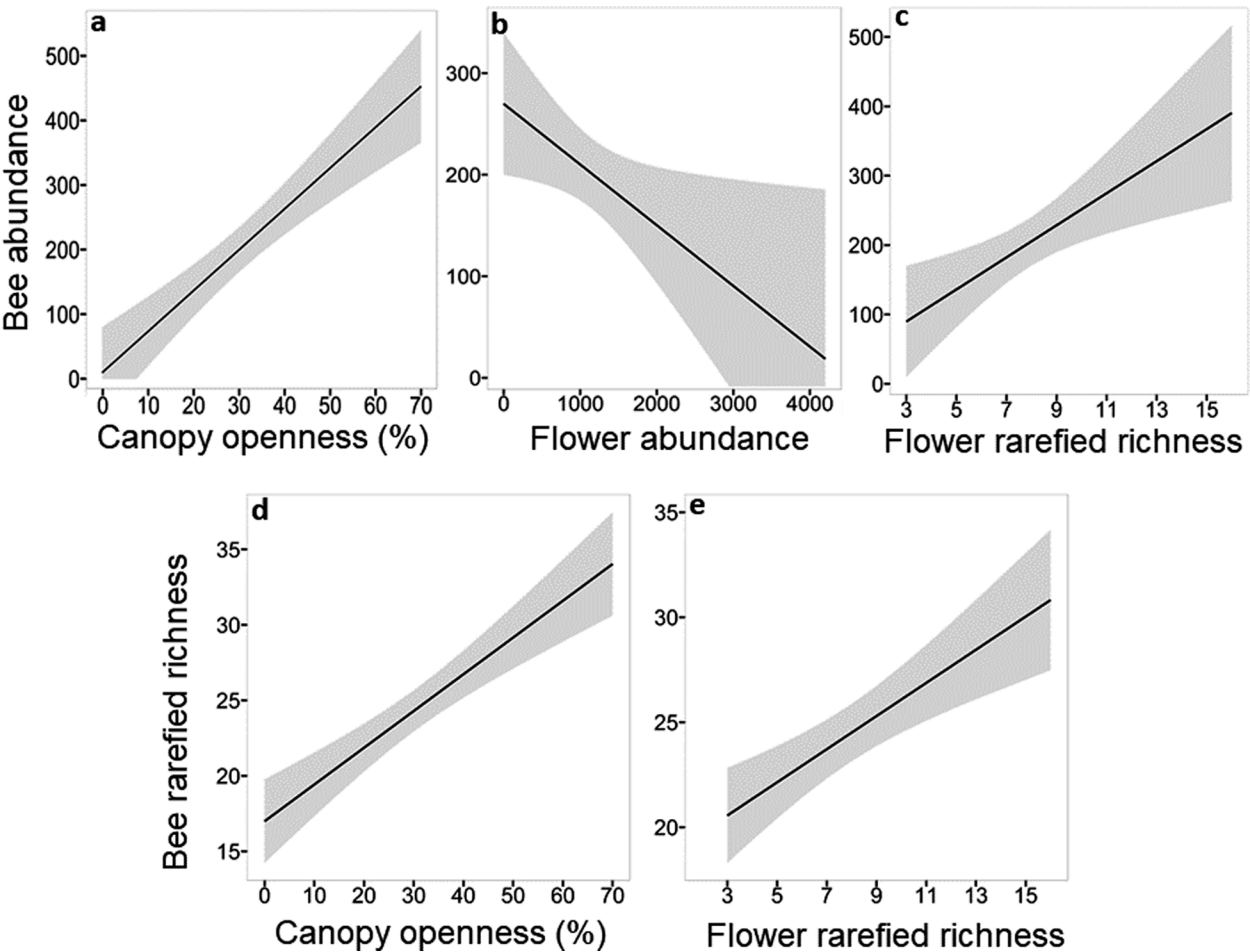 a
500
400
300
200
100
0
Bee abundance
0 10 20 30 40 50 60 70
Canopy openness (%)
b
300
200
100
0
0 1000 2000 3000 4000
Flower abundance
c
500
400
300
200
100
0
3 5 7 9 11 13 15
Flower rarefied richness
d
35
30
25
20
15
Bee rarefied richness
0 10 20 30 40 50 60 70
Canopy openness (%)
e
35
30
25
20
3 5 7 9 11 13 15
Flower rarefied richness